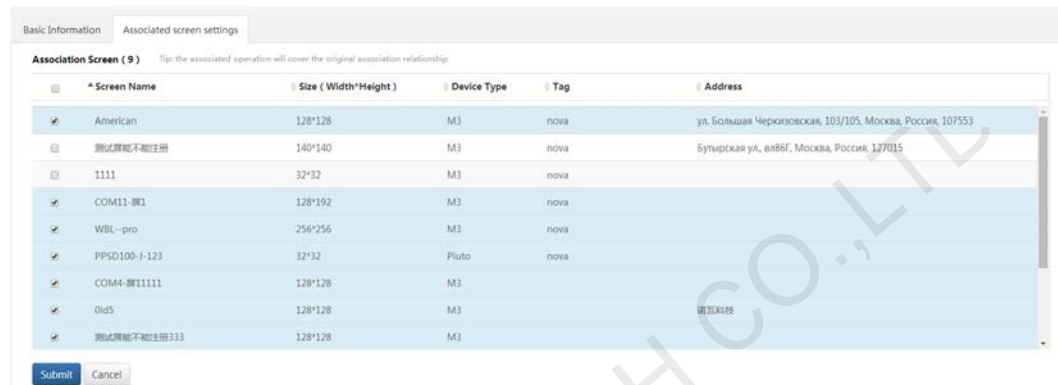 Basic Information Associated screen settings
Association Screen ( 9 ) Tip: the associated operation will cover the original association relationship
Screen Name Size ( Width*Height ) Device Type Tag Address
American 128*128 M3 nova ул. Большая Черкизовская, 103/105, Москва, Россия, 107553
测试屏能不能注册 140*140 M3 nova Бутырская ул., вл86Г, Москва, Россия, 127015
1111 32*32 M3 nova
COM11-屏1 128*192 M3 nova
WBL--pro 256*256 M3 nova
PPSD100-J-123 32*32 Pluto nova
COM4-屏11111 128*128 M3
0ld5 128*128 M3 诺瓦科技
测试屏能不能注册333 128*128 M3
Submit Cancel
H CO.,LTD